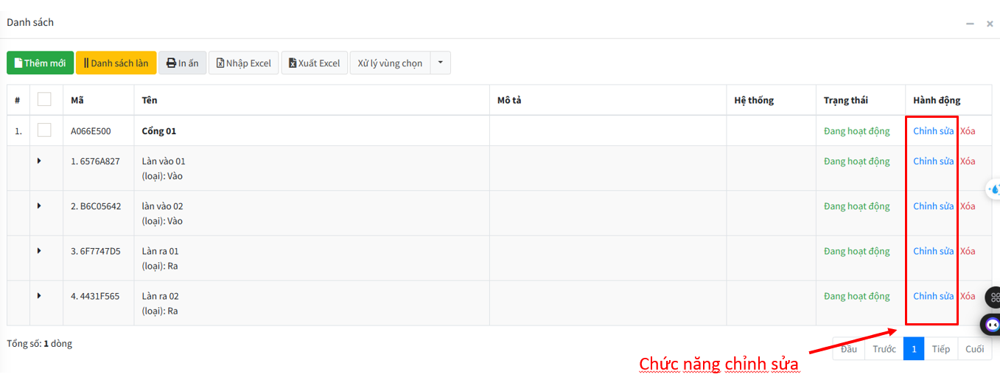 Danh sách
Thêm mới Danh sách làn In ấn Nhập Excel Xuất Excel Xử lý vùng chọn
# Mã Tên Mô tả Hệ thống Trạng thái Hành động
1. A066E500 Cổng 01 Đang hoạt động Chỉnh sửa Xóa
1. 6576A827 Làn vào 01 Đang hoạt động Chỉnh sửa Xóa
(loại): Vào
2. B6C05642 làn vào 02 Đang hoạt động Chỉnh sửa Xóa
(loại): Vào
3. 6F7747D5 Làn ra 01 Đang hoạt động Chỉnh sửa Xóa
(loại): Ra
4. 4431F565 Làn ra 02 Đang hoạt động Chỉnh sửa Xóa
(loại): Ra
Tổng số: 1 dòng
Đầu Trước 1 Tiếp Cuối
Chức năng chỉnh sửa